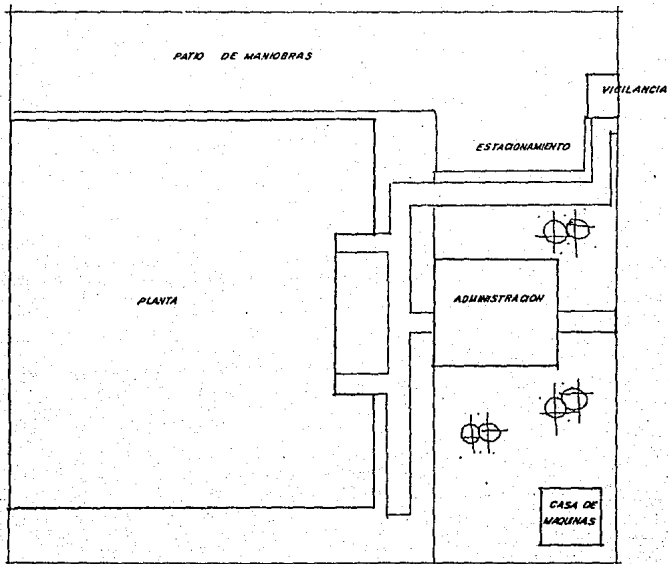 PATIO DE MANIOBRAS
VIGILANCIA
ESTACIONAMIENTO
PLANTA
ADMINISTRACION
CASA DE
MAQUINAS